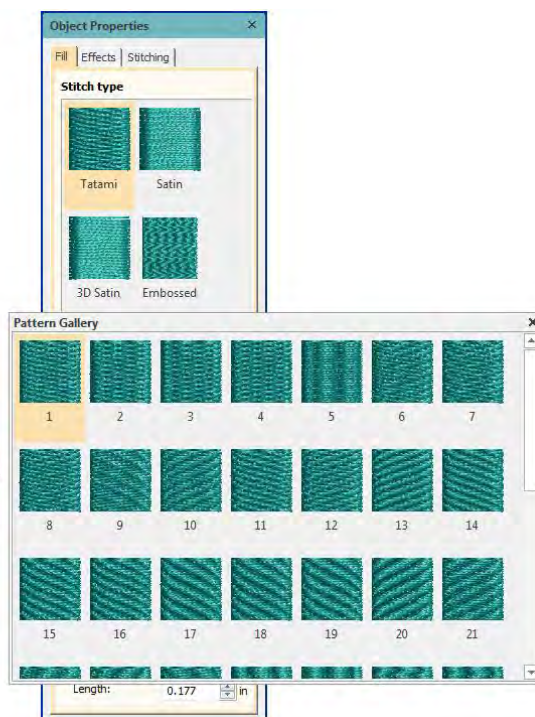 Object Properties ×
Fill Effects Stitching
Stitch type
Tatami Satin
3D Satin Embossed
Pattern Gallery ×
1 2 3 4 5 6 7
8 9 10 11 12 13 14
15 16 17 18 19 20 21
Length: 0.177 in